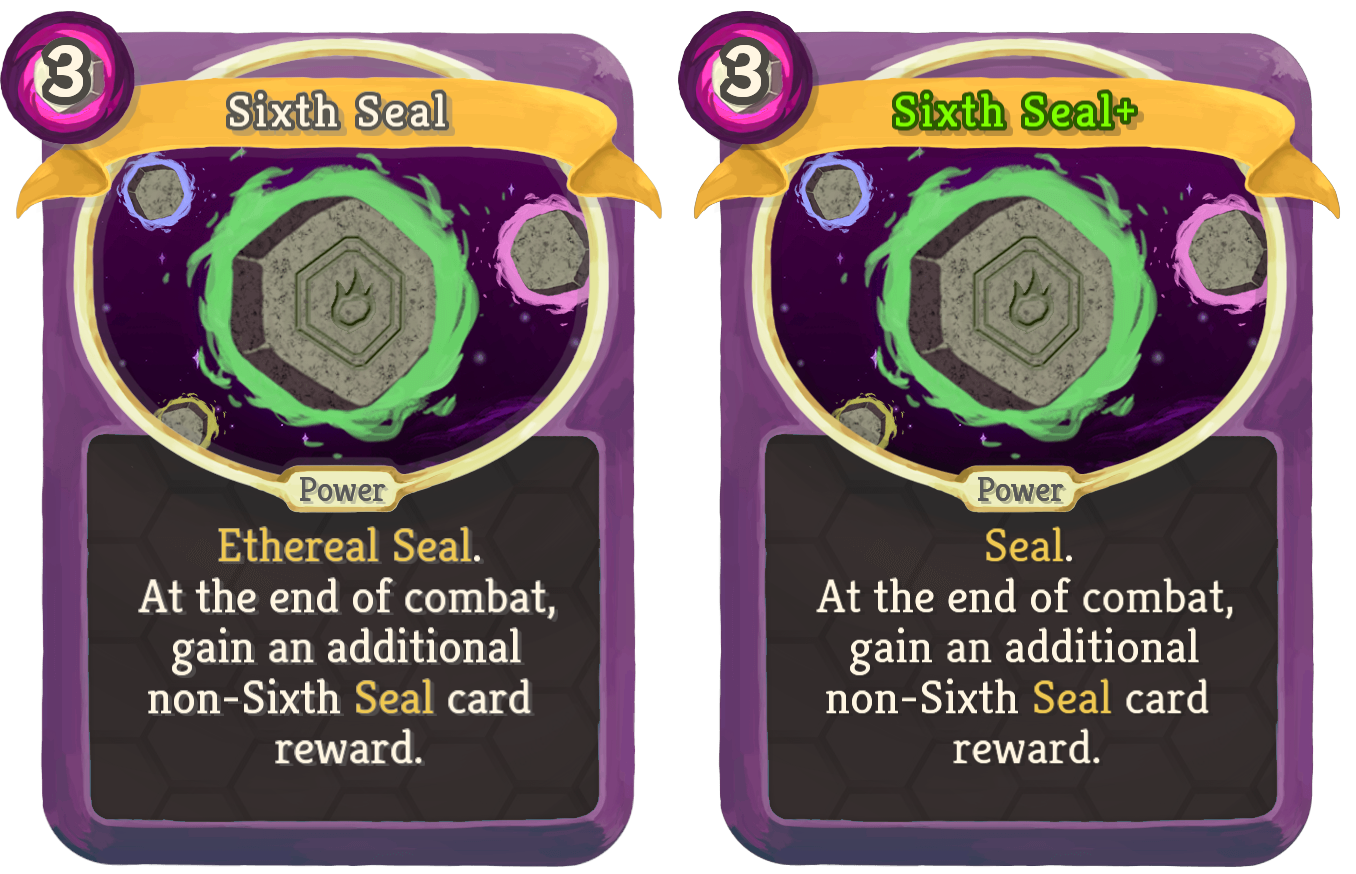 3
Sixth Seal
Power
Ethereal Seal.
At the end of combat,
gain an additional
non-Sixth Seal card
reward.
3
Sixth Seal+
Power
Seal.
At the end of combat,
gain an additional
non-Sixth Seal card
reward.